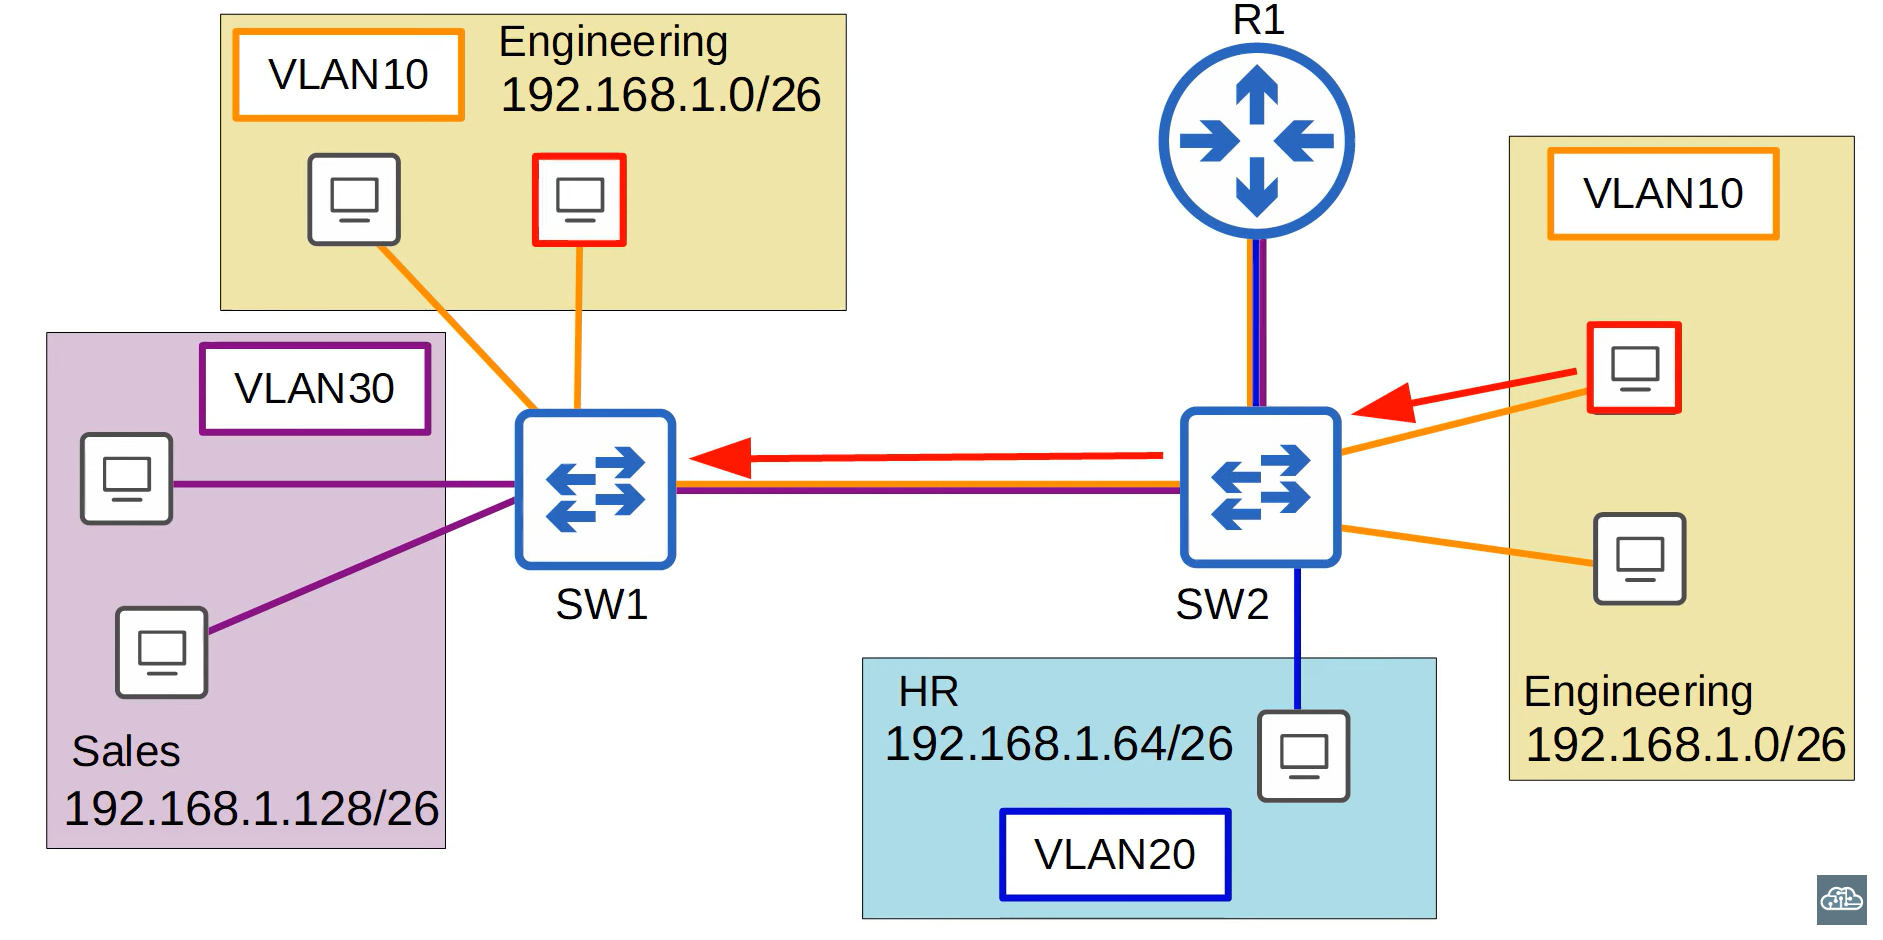 R1
VLAN10
Engineering
192.168.1.0/26
VLAN10
VLAN30
SW1
SW2
Sales
192.168.1.128/26
HR
192.168.1.64/26
VLAN20
Engineering
192.168.1.0/26